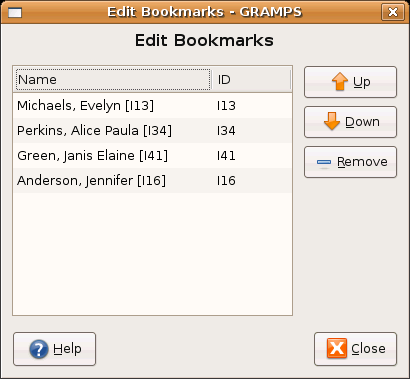 Edit Bookmarks - GRAMPS
Edit Bookmarks
Name ID
Michaels, Evelyn [I13] I13
Perkins, Alice Paula [I34] I34
Green, Janis Elaine [I41] I41
Anderson, Jennifer [I16] I16
Up
Down
Remove
Help
Close